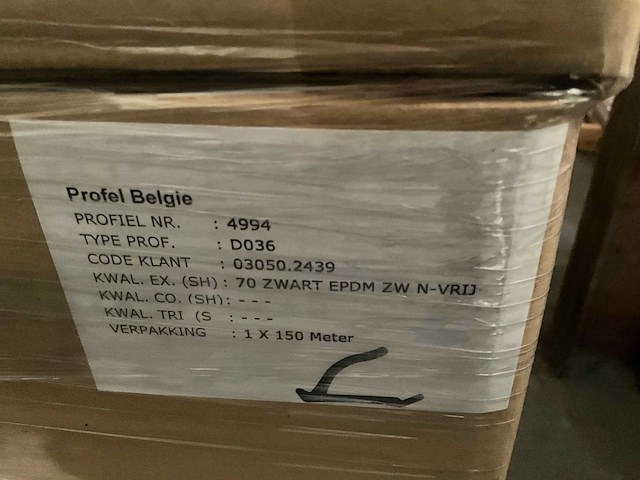 Profel Belgie
PROFIEL NR. : 4994
TYPE PROF. : D036
CODE KLANT : 03050.2439
KWAL. EX. (SH) : 70 ZWART EPDM ZW N-VRIJ
KWAL. CO. (SH) : - - -
KWAL. TRI (S : - - -
VERPAKKING : 1 X 150 Meter